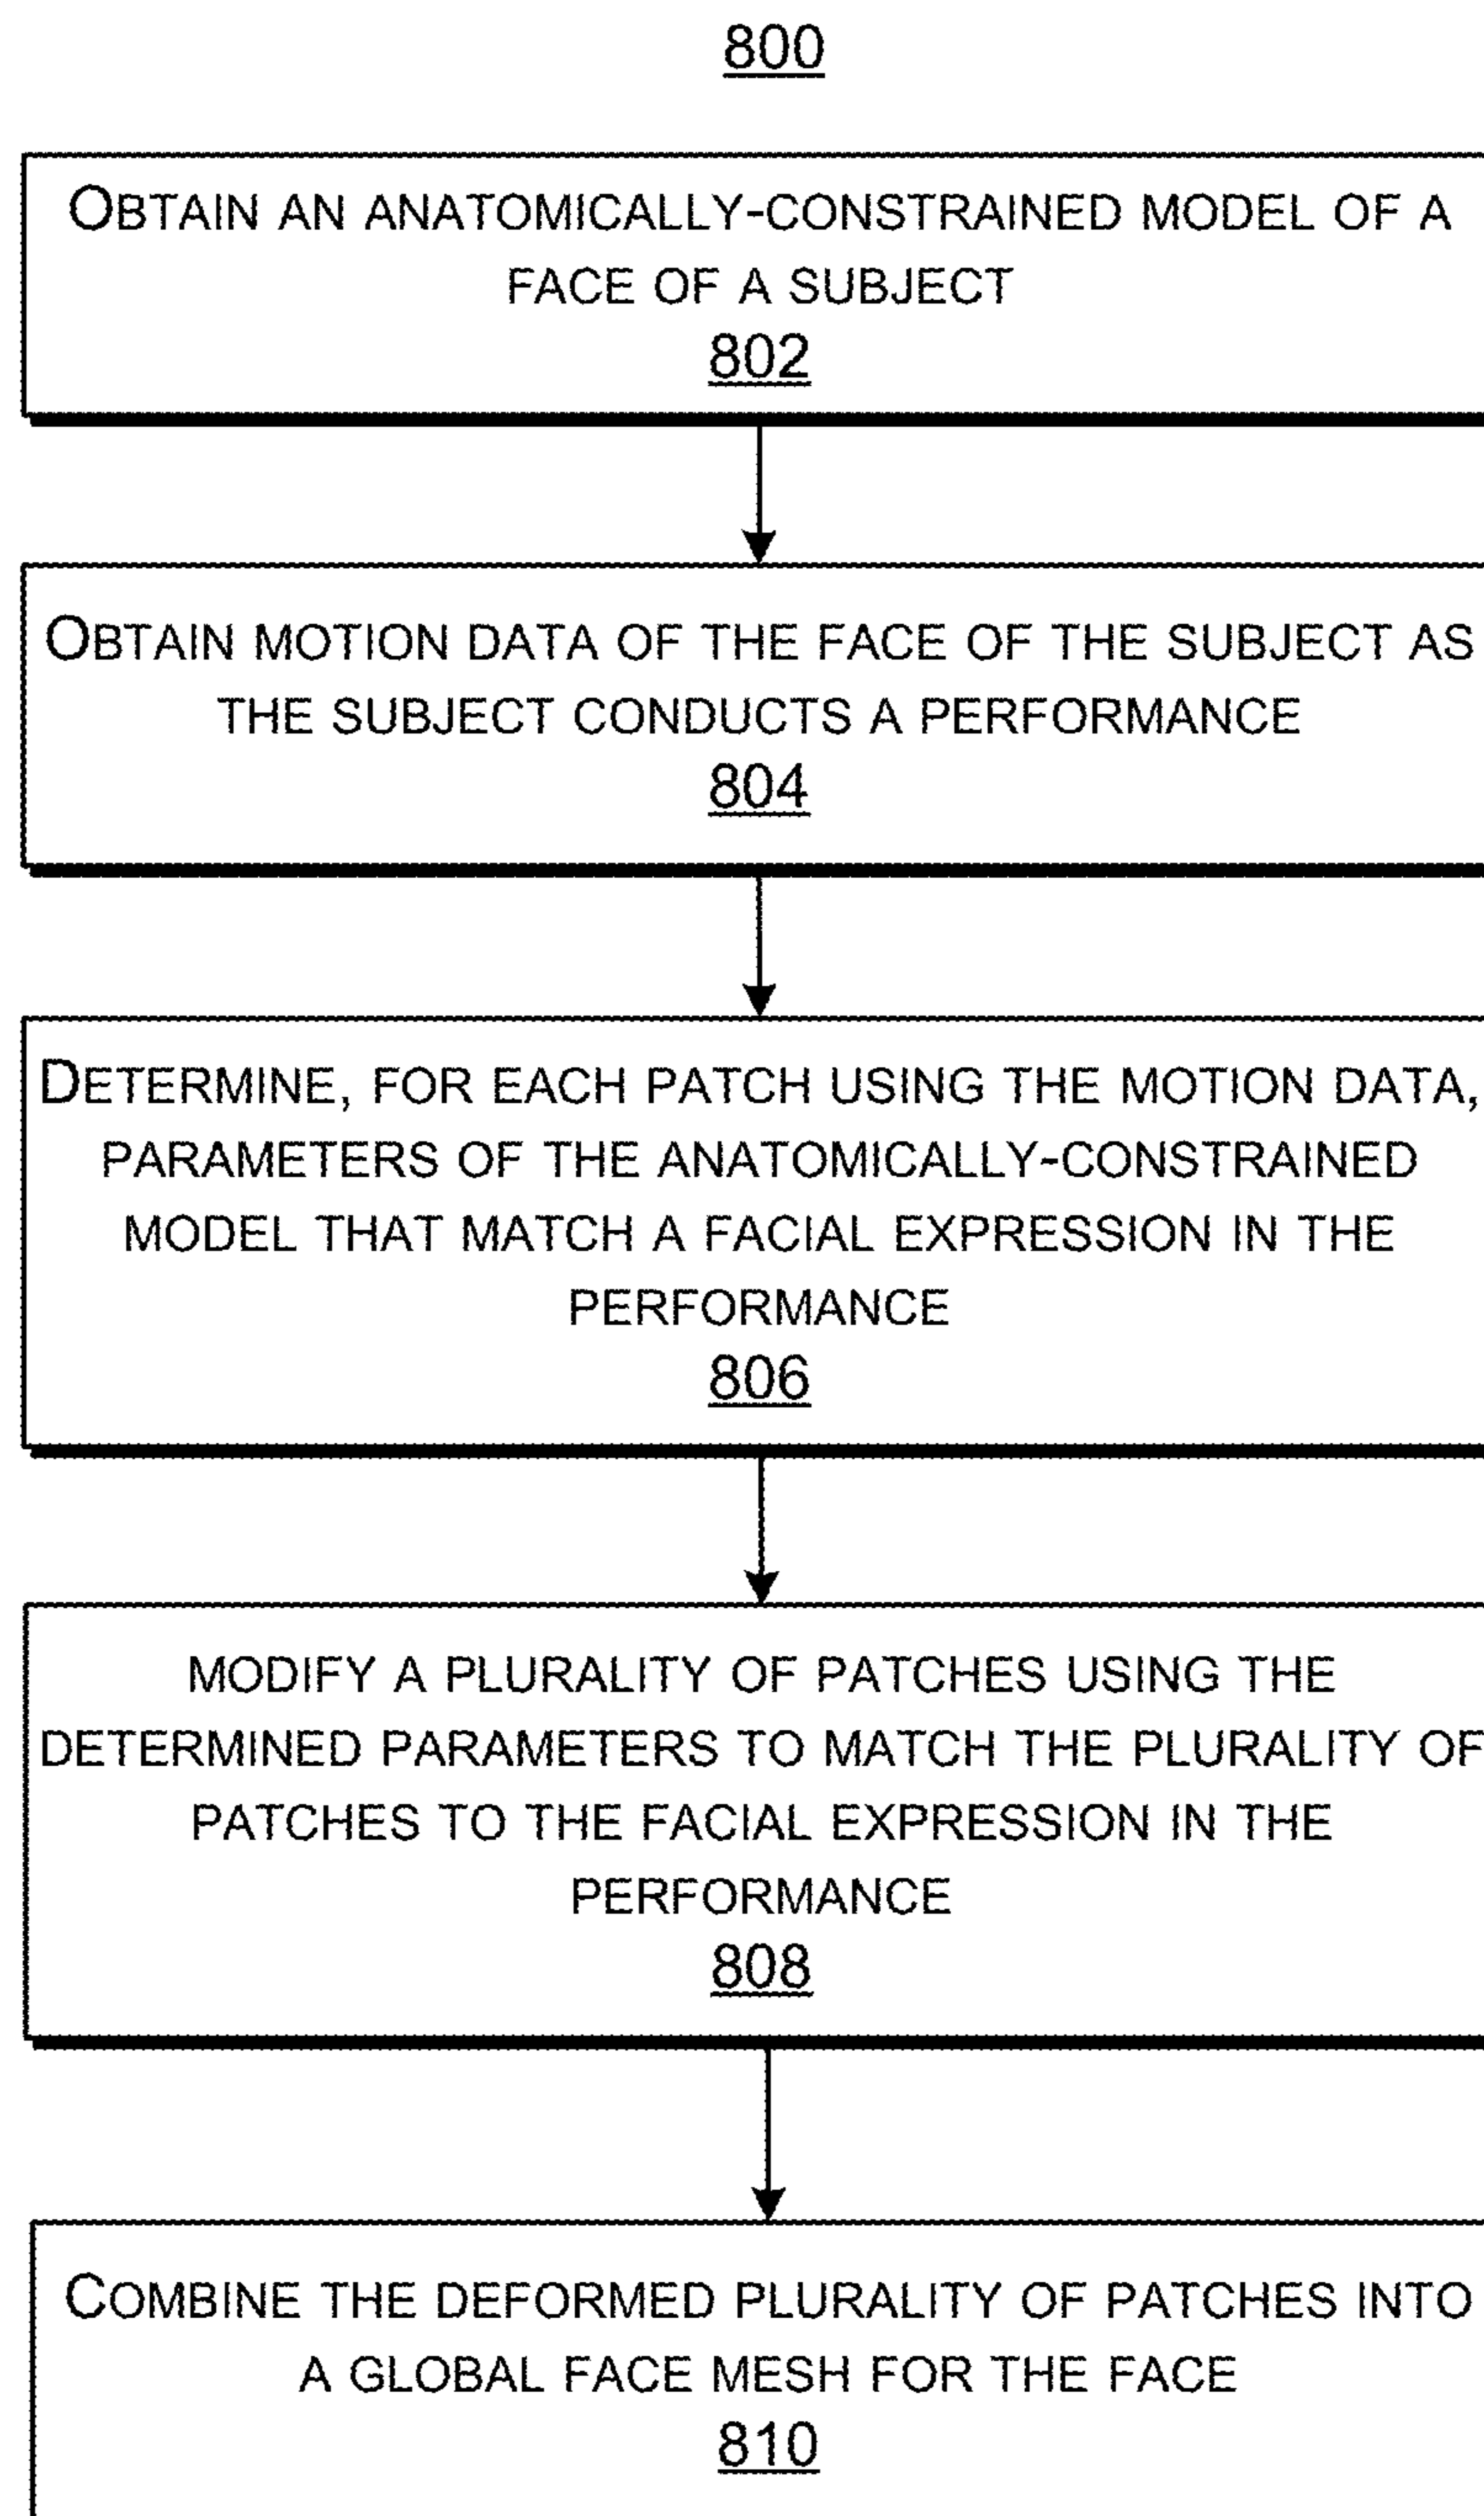 800
OBTAIN AN ANATOMICALLY-CONSTRAINED MODEL OF A
FACE OF A SUBJECT
802
OBTAIN MOTION DATA OF THE FACE OF THE SUBJECT AS
THE SUBJECT CONDUCTS A PERFORMANCE
804
DETERMINE, FOR EACH PATCH USING THE MOTION DATA,
PARAMETERS OF THE ANATOMICALLY-CONSTRAINED
MODEL THAT MATCH A FACIAL EXPRESSION IN THE
PERFORMANCE
806
MODIFY A PLURALITY OF PATCHES USING THE
DETERMINED PARAMETERS TO MATCH THE PLURALITY OF
PATCHES TO THE FACIAL EXPRESSION IN THE
PERFORMANCE
808
COMBINE THE DEFORMED PLURALITY OF PATCHES INTO
A GLOBAL FACE MESH FOR THE FACE
810